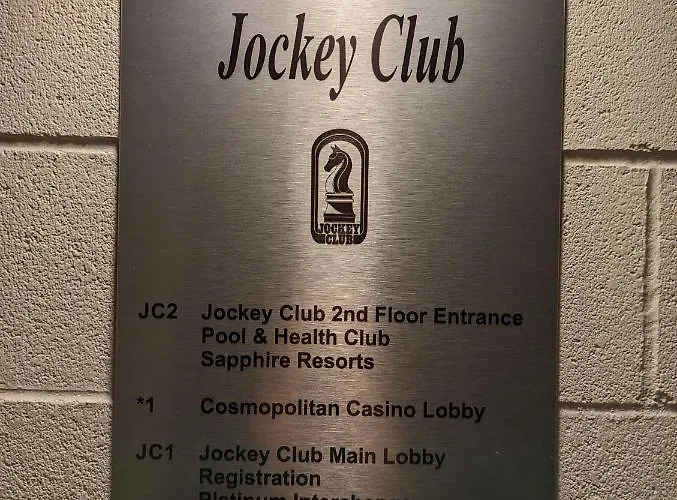 Jockey Club
JOCKEY
CLUB
JC2 Jockey Club 2nd Floor Entrance
Pool & Health Club
Sapphire Resorts
*1 Cosmopolitan Casino Lobby
JC1 Jockey Club Main Lobby
Registration
Platinum